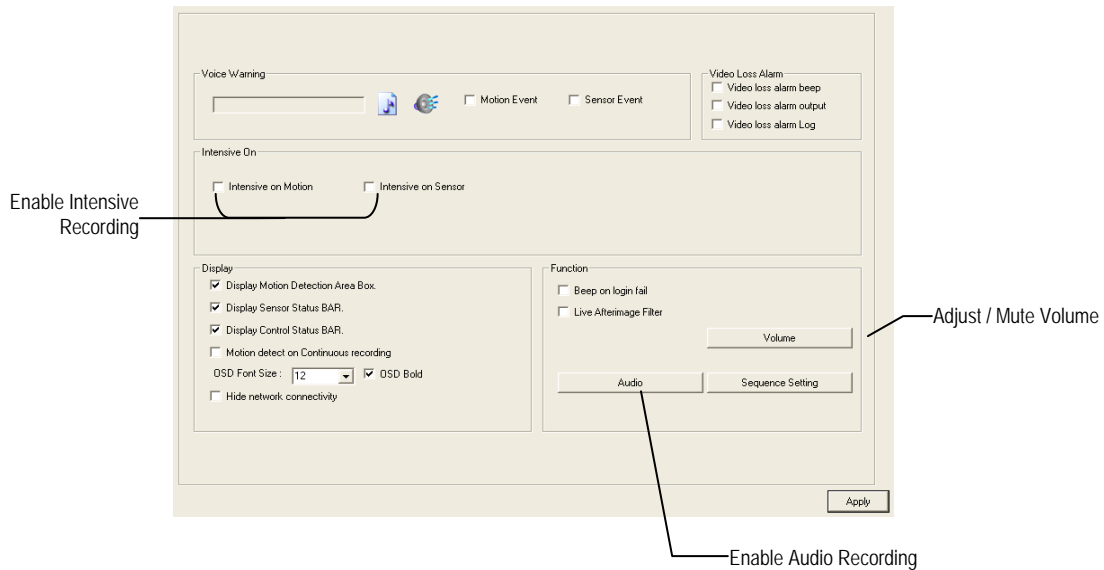 Voice Warning
Motion Event
Sensor Event
Video Loss Alarm
Video loss alarm beep
Video loss alarm output
Video loss alarm Log
Intensive On
Intensive on Motion
Intensive on Sensor
Enable Intensive
Recording
Display
Display Motion Detection Area Box.
Display Sensor Status BAR.
Display Control Status BAR.
Motion detect on Continuous recording
OSD Font Size : 12 OSD Bold
Hide network connectivity
Function
Beep on login fail
Live Afterimage Filter
Volume
Adjust / Mute Volume
Audio
Sequence Setting
Apply
Enable Audio Recording